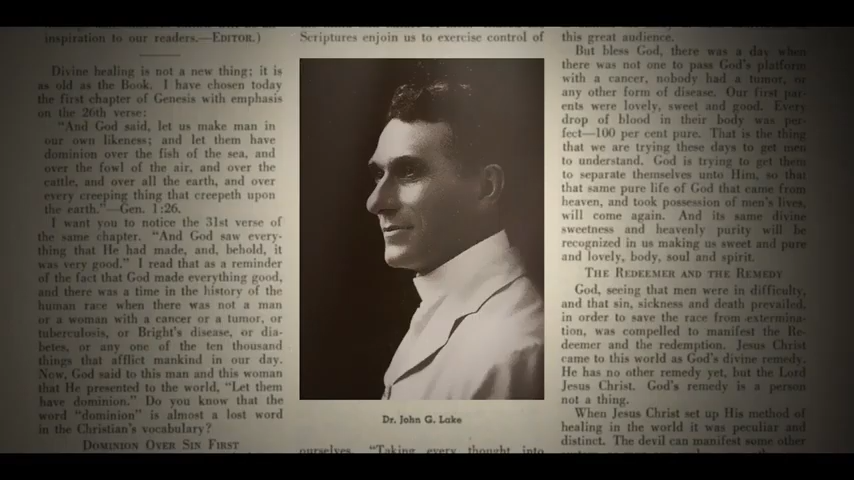 inspiration to our readers.—EDITOR.)
Divine healing is not a new thing; it is
as old as the Book. I have chosen today
the first chapter of Genesis with emphasis
on the 26th verse:
"And God said, let us make man in
our own likeness; and let them have
dominion over the fish of the sea, and
over the fowl of the air, and over the
cattle, and over all the earth, and over
every creeping thing that creepeth upon
the earth."—Gen. 1:26.
I want you to notice the 31st verse of
the same chapter. "And God saw every-
thing that He had made, and, behold, it
was very good." I read that as a reminder
of the fact that God made everything good,
and there was a time in the history of the
human race when there was not a man
or a woman with a cancer or a tumor, or
tuberculosis, or Bright's disease, or dia-
betes, or any one of the ten thousand
things that afflict mankind in our day.
Now, God said to this man and this woman
that He presented to the world, "Let them
have dominion." Do you know that the
word "dominion" is almost a lost word
in the Christian's vocabulary?
DOMINION OVER SIN FIRST
Scriptures enjoin us to exercise control of
Dr. John G. Lake
ourselves. "Taking every thought into
this great audience.
But bless God, there was a day when
there was not one to pass God's platform
with a cancer, nobody had a tumor, or
any other form of disease. Our first par-
ents were lovely, sweet and good. Every
drop of blood in their body was per-
fect—100 per cent pure. That is the thing
that we are trying these days to get men
to understand. God is trying to get them
to separate themselves unto Him, so that
that same pure life of God that came from
heaven, and took possession of men's lives,
will come again. And its same divine
sweetness and heavenly purity will be
recognized in us making us sweet and pure
and lovely, body, soul and spirit.
THE REDEEMER AND THE REMEDY
God, seeing that men were in difficulty,
and that sin, sickness and death prevailed,
in order to save the race from extermina-
tion, was compelled to manifest the Re-
deemer and the redemption. Jesus Christ
came to this world as God's divine remedy.
He has no other remedy yet, but the Lord
Jesus Christ. God's remedy is a person
not a thing.
When Jesus Christ set up His method of
healing in the world it was peculiar and
distinct. The devil can manifest some other